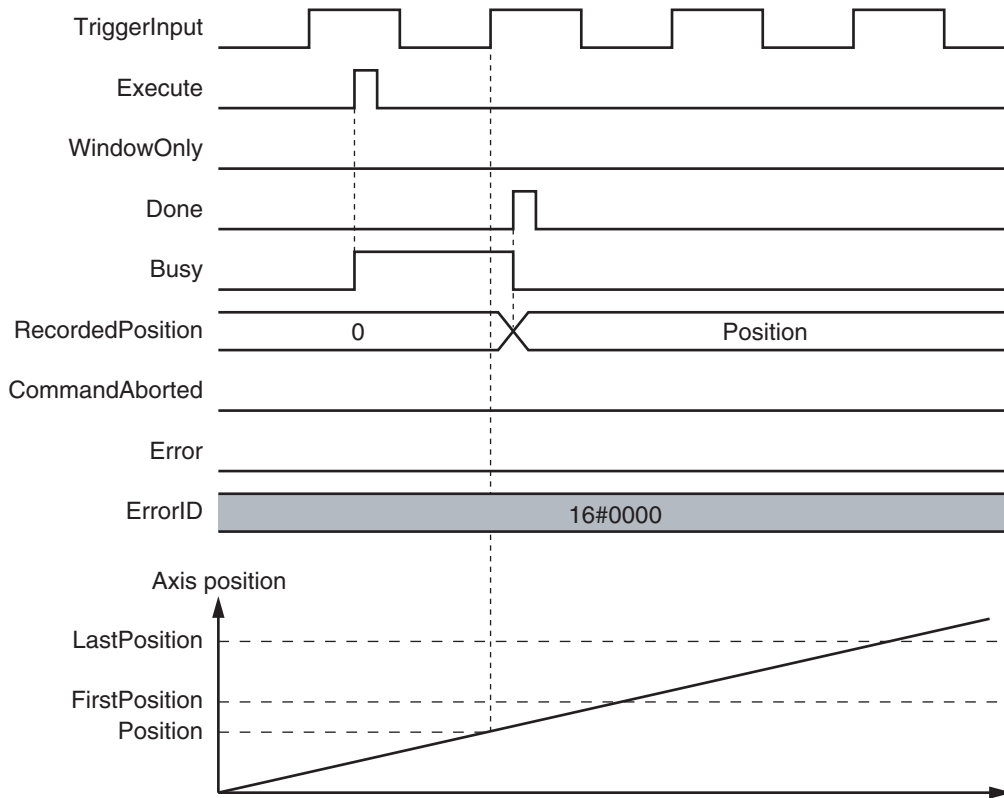 TriggerInput
Execute
WindowOnly
Done
Busy
RecordedPosition 0 Position
CommandAborted
Error
ErrorID 16#0000
Axis position
LastPosition
FirstPosition
Position